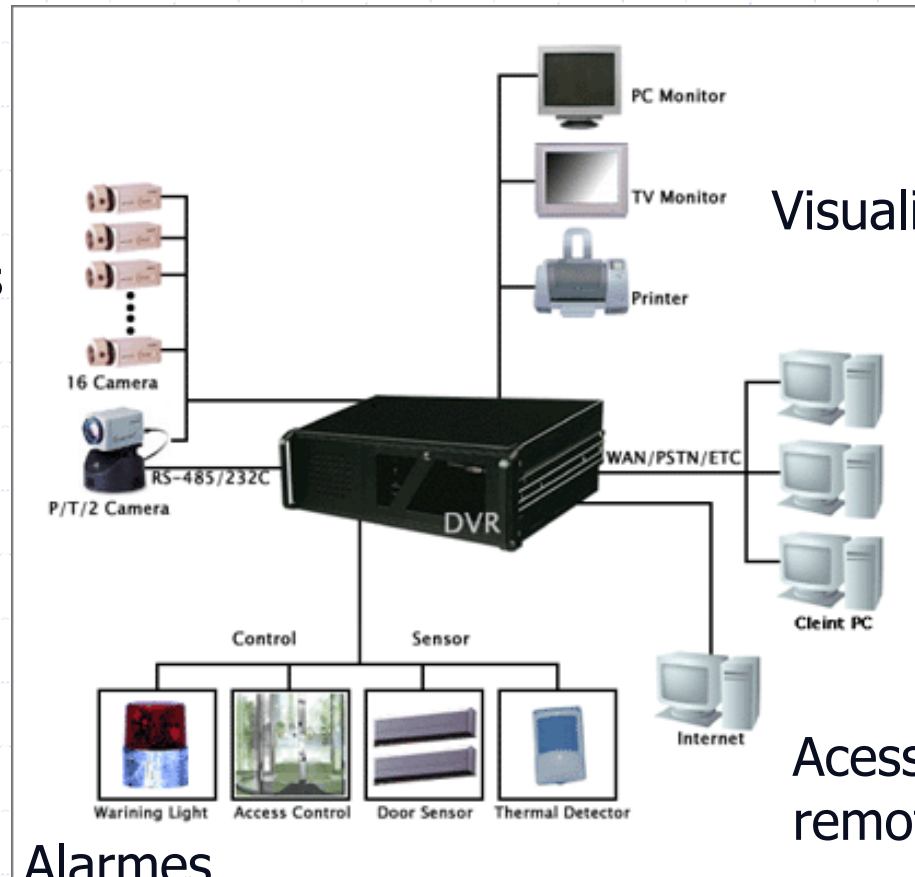 PC Monitor
TV Monitor
Visuali
Printer
s
16 Camera
RS-485/232C
P/T/2 Camera
WAN/PSTN/ETC
DVR
Cleint PC
Control
Sensor
Internet
Warining Light
Access Control
Door Sensor
Thermal Detector
Acess
remot
Alarmes